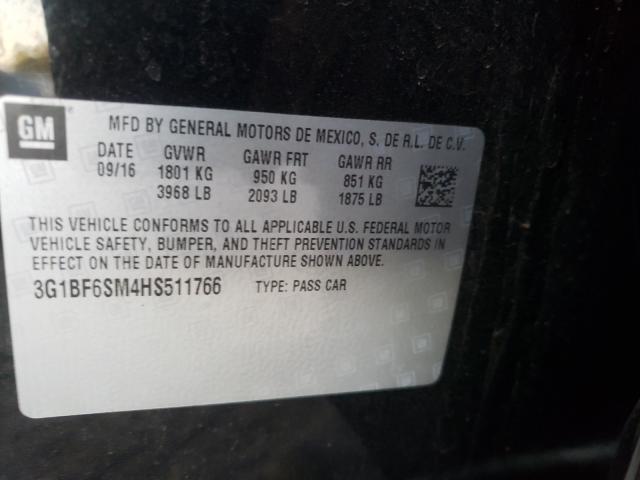 GM
MFD BY GENERAL MOTORS DE MEXICO, S. DE R.L. DE C.V.
DATE GVWR GAWR FRT GAWR RR
09/16 1801 KG 950 KG 851 KG
3968 LB 2093 LB 1875 LB
THIS VEHICLE CONFORMS TO ALL APPLICABLE U.S. FEDERAL MOTOR
VEHICLE SAFETY, BUMPER, AND THEFT PREVENTION STANDARDS IN
EFFECT ON THE DATE OF MANUFACTURE SHOWN ABOVE.
3G1BF6SM4HS511766 TYPE: PASS CAR